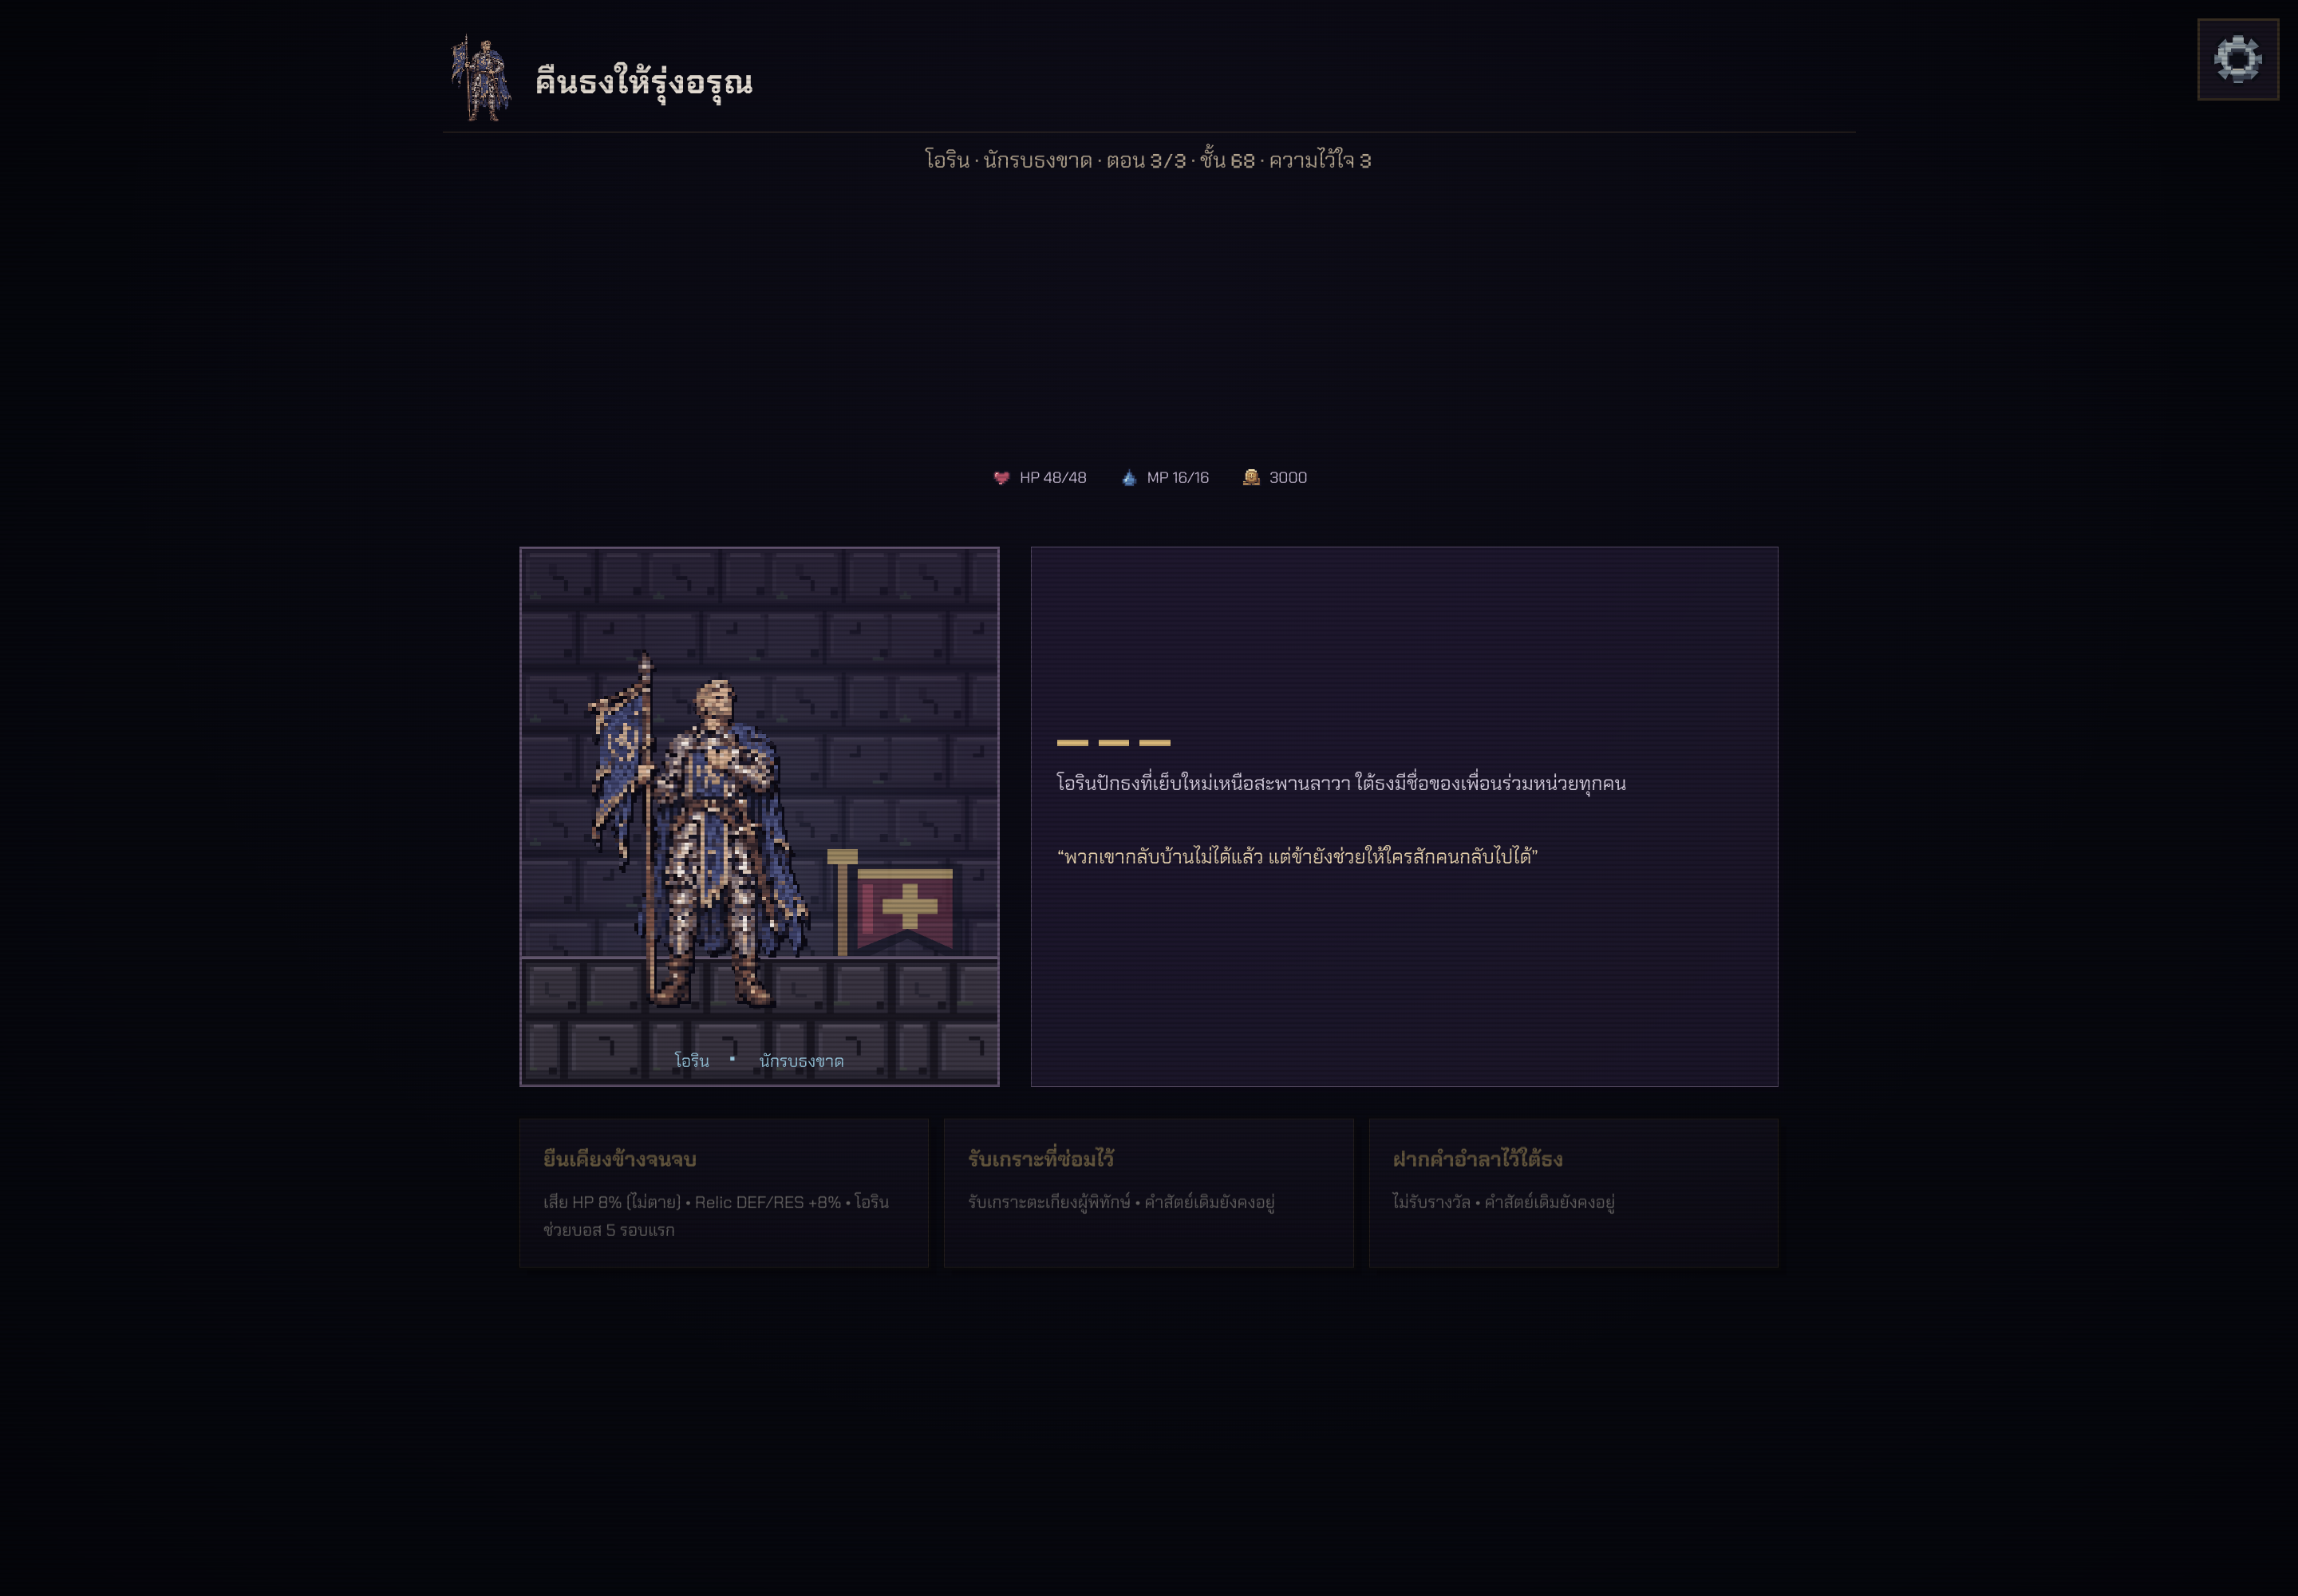 คืนธงให้รุ่งอรุณ
โอริน · นักรบธงขาด · ตอน 3/3 · ชั้น 68 · ความไว้ใจ 3
HP 48/48 MP 16/16 3000
โอรินปักธงที่เย็บใหม่เหนือสะพานลาวา ใต้ธงมีชื่อของเพื่อนร่วมหน่วยทุกคน
“พวกเขากลับบ้านไม่ได้แล้ว แต่ข้ายังช่วยให้ใครสักคนกลับไปได้”
โอริน · นักรบธงขาด
ยืนเคียงข้างจนจบ
เสีย HP 8% (ไม่ตาย) • Relic DEF/RES +8% • โอริน
ช่วยบอส 5 รอบแรก
รับเกราะที่ซ่อมไว้
รับเกราะตะเกียงผู้พิทักษ์ • คำสัตย์เดิมยังคงอยู่
ฝากคำอำลาไว้ใต้ธง
ไม่รับรางวัล • คำสัตย์เดิมยังคงอยู่